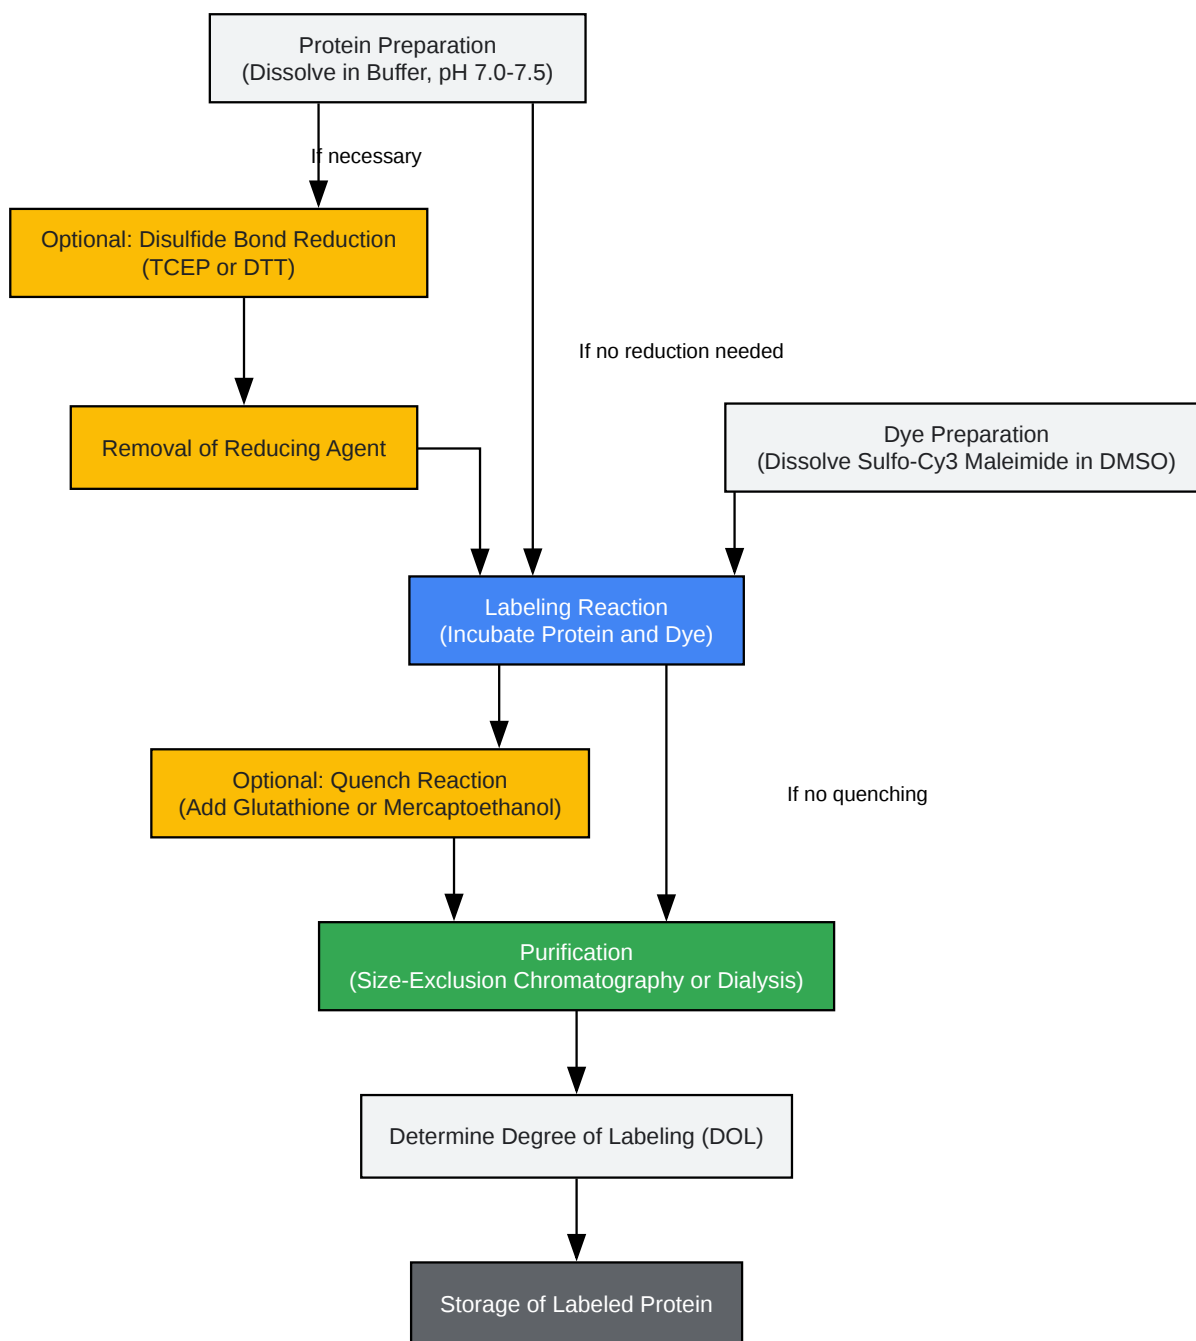 Protein Preparation
(Dissolve in Buffer, pH 7.0-7.5)
If necessary
Optional: Disulfide Bond Reduction
(TCEP or DTT)
If no reduction needed
Removal of Reducing Agent
Dye Preparation
(Dissolve Sulfo-Cy3 Maleimide in DMSO)
Labeling Reaction
(Incubate Protein and Dye)
Optional: Quench Reaction
(Add Glutathione or Mercaptoethanol)
If no quenching
Purification
(Size-Exclusion Chromatography or Dialysis)
Determine Degree of Labeling (DOL)
Storage of Labeled Protein